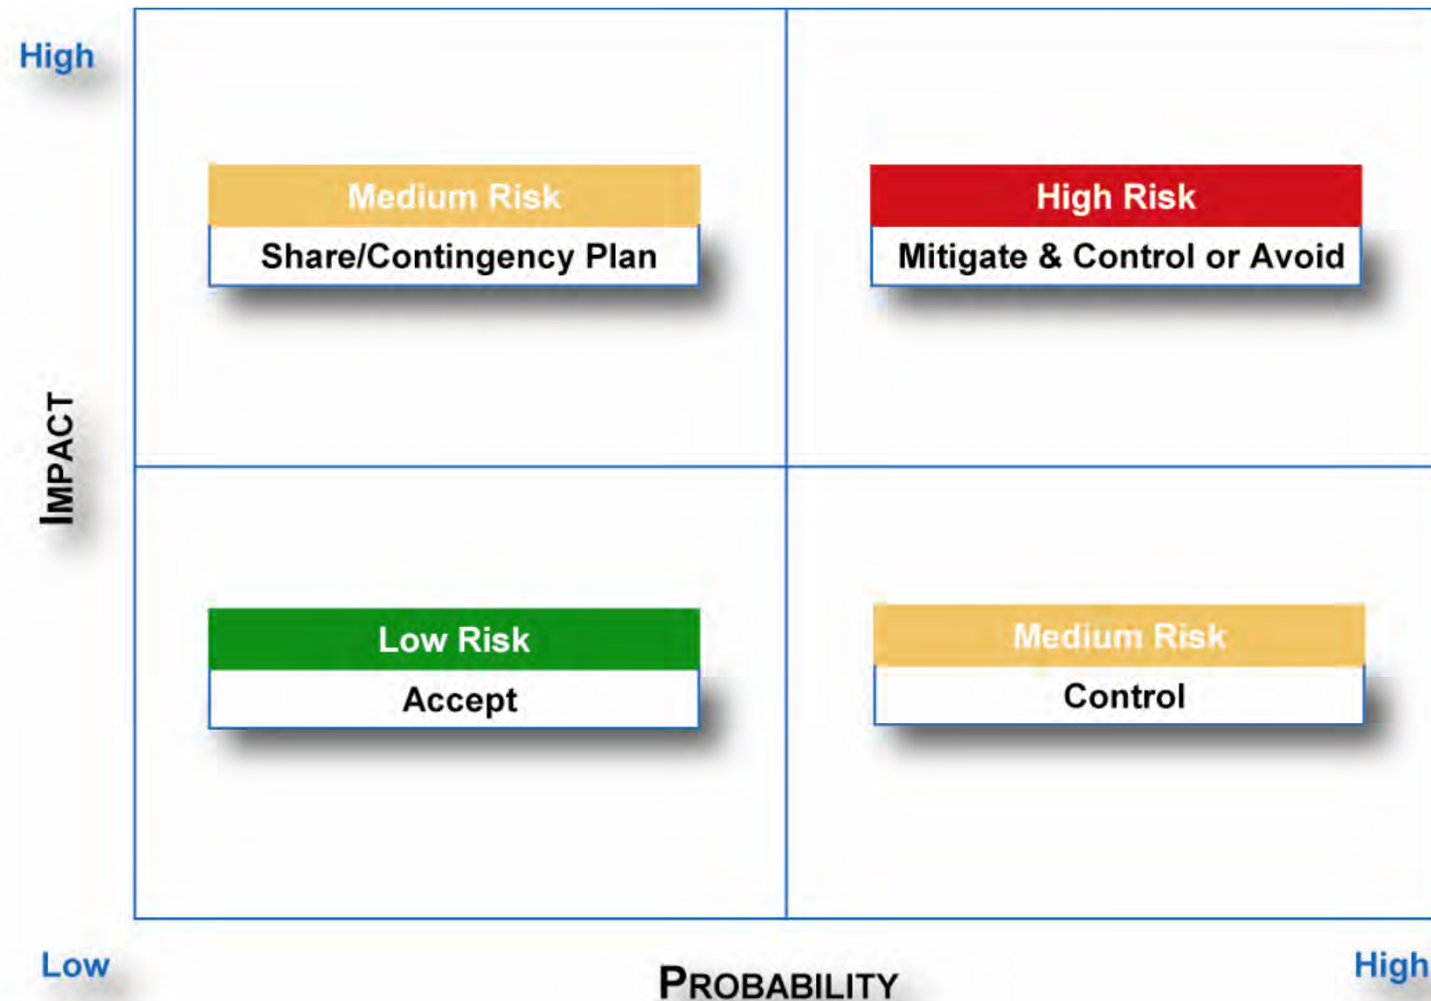 High
Medium Risk
Share/Contingency Plan
High Risk
Mitigate & Control or Avoid
IMPACT
Low Risk
Accept
Medium Risk
Control
Low
PROBABILITY
High